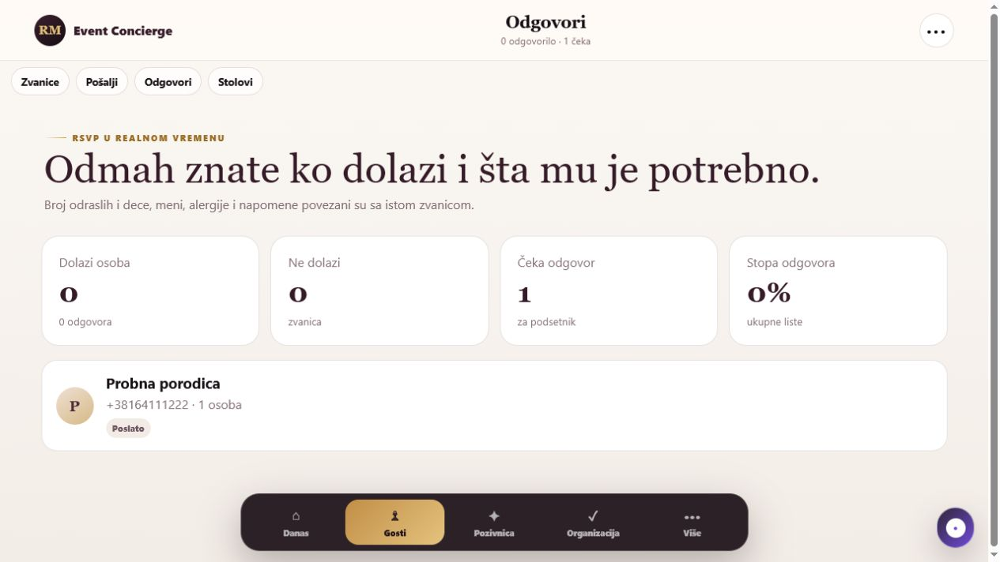 RM
Event Concierge
Odgovori
0 odgovorilo · 1 čeka
Zvanice
Pošalji
Odgovori
Stolovi
RSVP U REALNOM VREMENU
Odmah znate ko dolazi i šta mu je potrebno.
Broj odraslih i dece, meni, alergije i napomene povezani su sa istom zvanicom.
Dolazi osoba
0
0 odgovora
Ne dolazi
0
zvanica
Čeka odgovor
1
za podsetnik
Stopa odgovora
0%
ukupne liste
P
Probna porodica
+38164111222 · 1 osoba
Poslato
Danas
Gosti
Pozivnica
Organizacija
Više